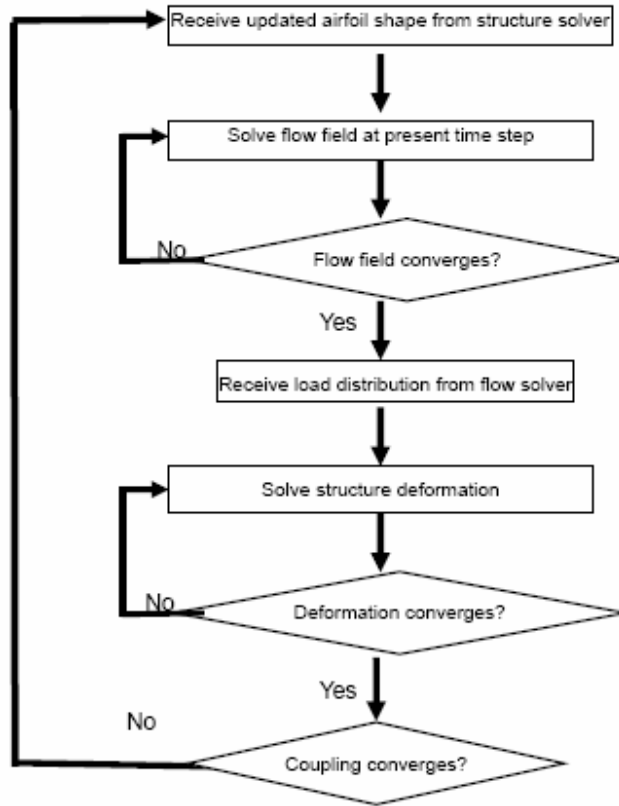 Receive updated airfoil shape from structure solver
Solve flow field at present time step
No
Flow field converges?
Yes
Receive load distribution from flow solver
Solve structure deformation
No
Deformation converges?
Yes
No
Coupling converges?